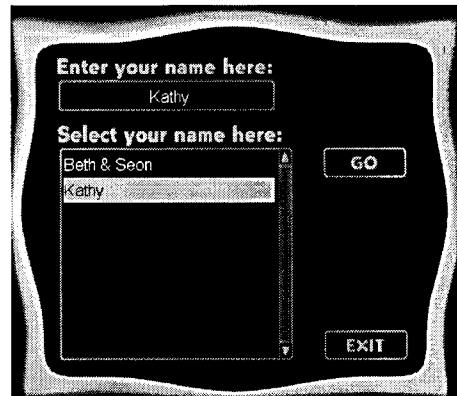 Enter your name here:
Kathy
Select your name here:
Beth & Seon
GO
Kathy
EXIT